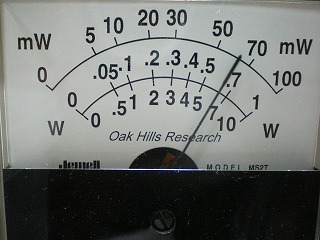 mW 5 10 20 30 50 70 mW
0 .05 .1 .2 .3 .4 .5 .7 100
W 0 .5 1 2 3 4 5 7 10 1 W
Oak Hills Research
Jewell MODEL MS2T